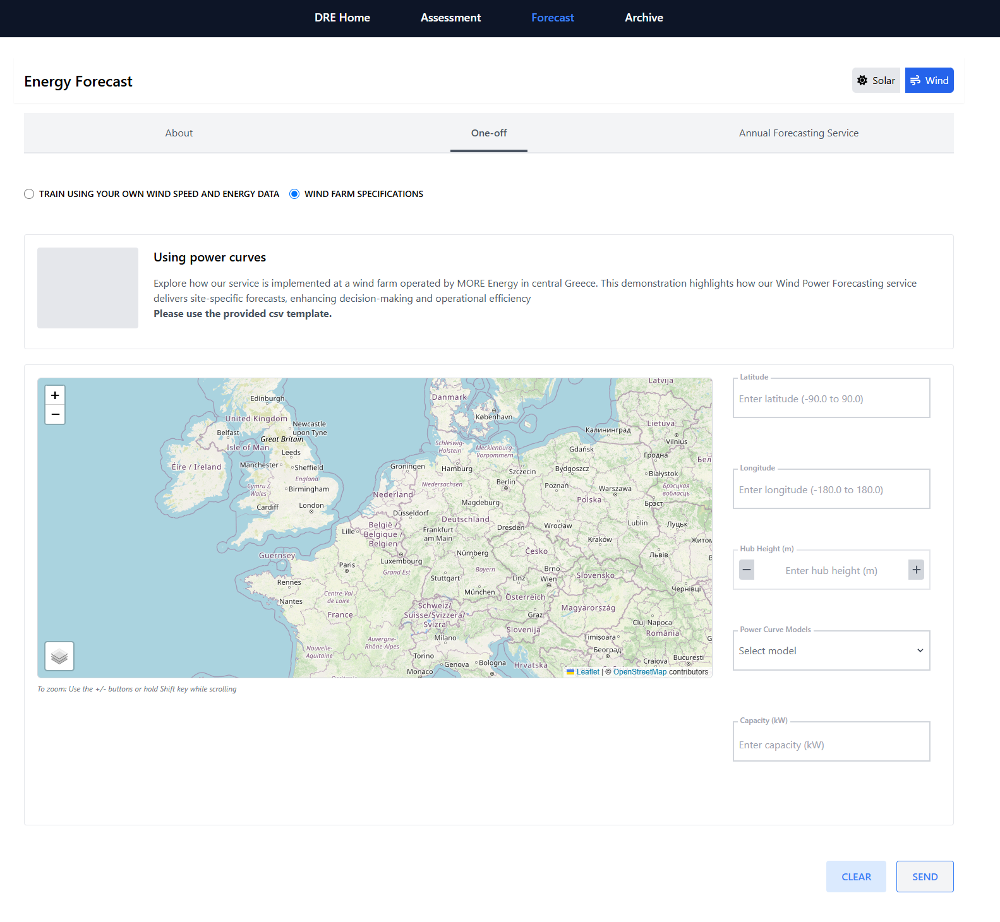 DRE Home
Assessment
Forecast
Archive
Energy Forecast
Solar
Wind
About
One-off
Annual Forecasting Service
TRAIN USING YOUR OWN WIND SPEED AND ENERGY DATA
WIND FARM SPECIFICATIONS
Using power curves
Explore how our service is implemented at a wind farm operated by MORE Energy in central Greece. This demonstration highlights how our Wind Power Forecasting service
delivers site-specific forecasts, enhancing decision-making and operational efficiency
Please use the provided csv template.
+
−
Edinburgh
United Kingdom
Newcastle
upon Tyne
Belfast
Great Britain
Isle of Man
Leeds
Éire / Ireland
Manchester
Sheffield
England
Cymru /
Wales
Birmingham
Cardiff
London
Guernsey
Danmark
København
Latvija
Lietuva
Калининград
Vilnius
Schleswig-
Holstein
Mecklenburg-
Vorpommern
Gdańsk
Гродна
Бел
Groningen
Hamburg
Szczecin
Bydgoszcz
Białystok
Niedersachsen
Berlin
Poznań
Warszawa
Брэсцкая
вобласць
Nederland
Magdeburg
Polska
Брэст
Düsseldorf
Deutschland
België /
Belgique /
Belgien
Lille
Frankfurt
am Main
Dresden
Wrocław
Lublin
Луцьк
Kraków
Житом
Luxembourg
Nürnberg
Česko
Львів
Paris
Grand Est
Bayern
Brno
Rennes
Stuttgart
Linz
Wien
Slovensko
Nantes
Centre-Val
de Loire
München
Österreich
Чернівці
France
Schweiz/
Suisse/Svizzera/
Svizra
Graz
Magyarország
Cluj-Napoca
Slovenija
România
Nouvelle-
Aquitaine
Auvergne-
Rhône-Alpes
Milano
Timișoara
Torino
Београд
Genova
Bologna
Hrvatska
Craiova
București
Monaco
Leaflet | © OpenStreetMap contributors
To zoom: Use the +/- buttons or hold Shift key while scrolling
Latitude
Enter latitude (-90.0 to 90.0)
Longitude
Enter longitude (-180.0 to 180.0)
Hub Height (m)
−
Enter hub height (m)
+
Power Curve Models
Select model
Capacity (kW)
Enter capacity (kW)
CLEAR
SEND